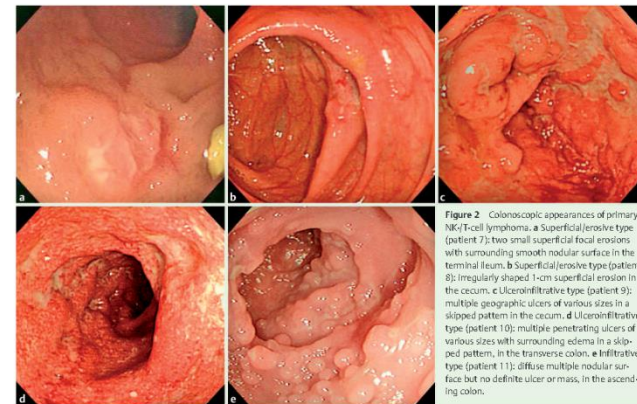 a
b
c
d
e
Figure 2 Colonoscopic appearances of primary
NK-/T-cell lymphoma. a Superficial/erosive type
(patient 7): two small superficial focal erosions
with surrounding smooth nodular surface in the
terminal ileum. b Superficial/erosive type (patient
8): irregularly shaped 1-cm superficial erosion in
the cecum. c Ulceroinfiltrative type (patient 9):
multiple geographic ulcers of various sizes in a
skipped pattern in the cecum. d Ulceroinfiltrative
type (patient 10): multiple penetrating ulcers of
various sizes with surrounding edema in a skip-
ped pattern, in the transverse colon. e Infiltrative
type (patient 11): diffuse multiple nodular sur-
face but no definite ulcer or mass, in the ascend-
ing colon.